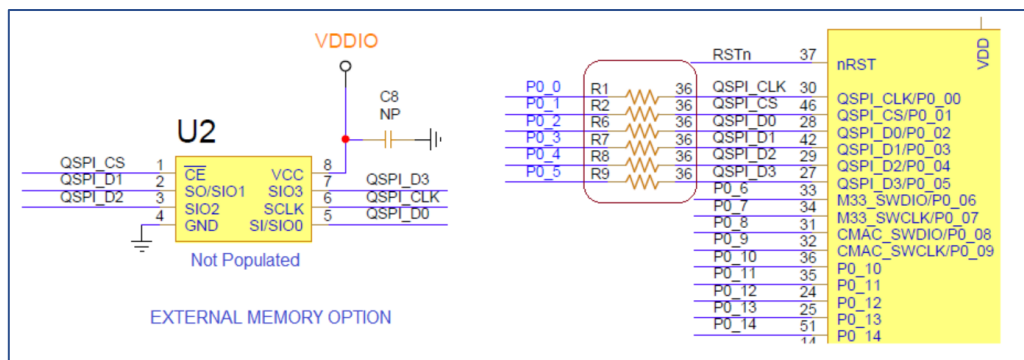 VDDIO
C8
NP
U2
QSPI_CS 1 CE VCC 8
QSPI_D1 2 SO/SIO1 SIO3 7 QSPI_D3
QSPI_D2 3 SIO2 SCLK 6 QSPI_CLK
4 GND SI/SIO0 5 QSPI_D0
Not Populated
EXTERNAL MEMORY OPTION
VDD
RSTn 37 nRST
P0_0 R1 36 QSPI_CLK 30 QSPI_CLK/P0_00
P0_1 R2 36 QSPI_CS 46 QSPI_CS/P0_01
P0_2 R6 36 QSPI_D0 28 QSPI_D0/P0_02
P0_3 R7 36 QSPI_D1 42 QSPI_D1/P0_03
P0_4 R8 36 QSPI_D2 29 QSPI_D2/P0_04
P0_5 R9 36 QSPI_D3 27 QSPI_D3/P0_05
P0_6 33 M33_SWDIO/P0_06
P0_7 34 M33_SWCLK/P0_07
P0_8 31 CMAC_SWDIO/P0_08
P0_9 32 CMAC_SWCLK/P0_09
P0_10 36 P0_10
P0_11 35 P0_11
P0_12 24 P0_12
P0_13 25 P0_13
P0_14 51 P0_14